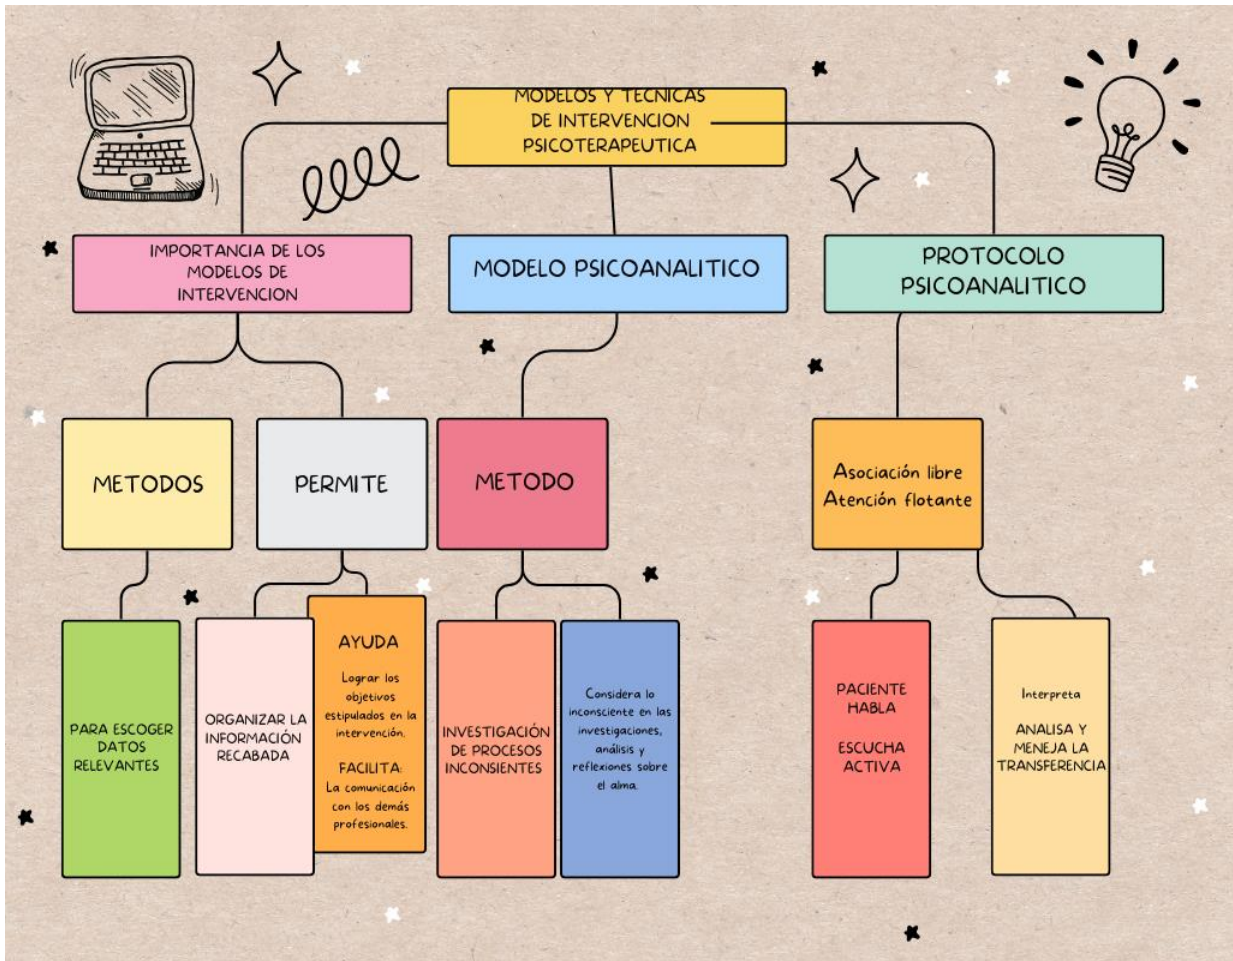 MODELOS Y TECNICAS
DE INTERVENCION
PSICOTERAPEUTICA
IMPORTANCIA DE LOS
MODELOS DE
INTERVENCION
MODELO PSICOANALITICO
PROTOCOLO
PSICOANALITICO
METODOS
PERMITE
METODO
Asociación libre
Atención flotante
PARA ESCOGER
DATOS
RELEVANTES
ORGANIZAR LA
INFORMACIÓN
RECABADA
AYUDA
Lograr los
objetivos
estipulados en la
intervención.
FACILITA:
La comunicación
con los demás
profesionales.
INVESTIGACIÓN
DE PROCESOS
INCONSIENTES
Considera lo
inconsciente en las
investigaciones,
análisis y
reflexiones sobre
el alma.
PACIENTE
HABLA
ESCUCHA
ACTIVA
Interpreta
ANALISA Y
MENEJA LA
TRANSFERENCIA